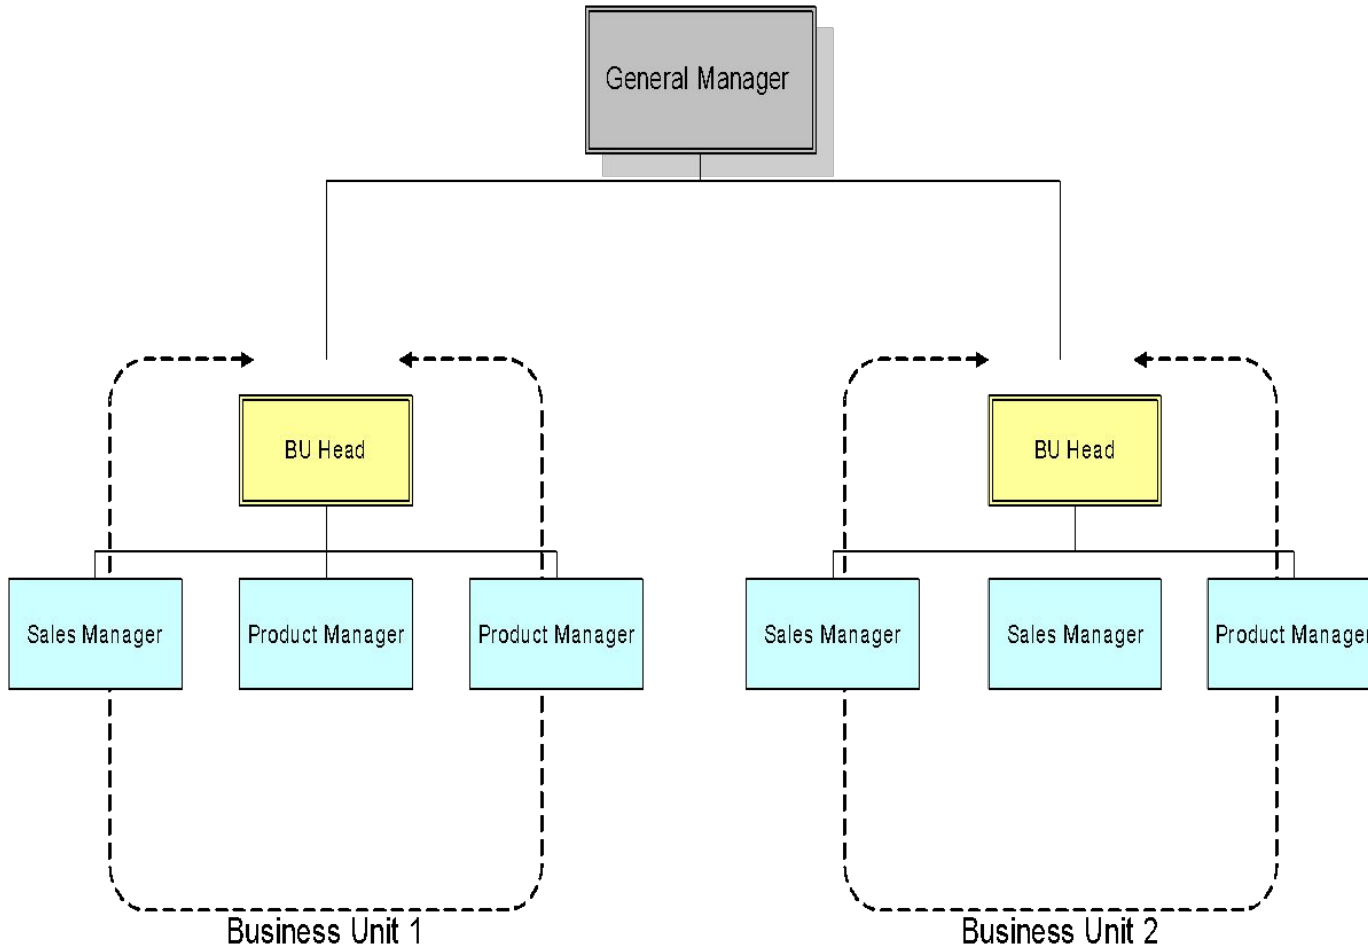 General Manager
BU Head
BU Head
Sales Manager
Product Manager
Product Manager
Sales Manager
Sales Manager
Product Manager
Business Unit 1
Business Unit 2